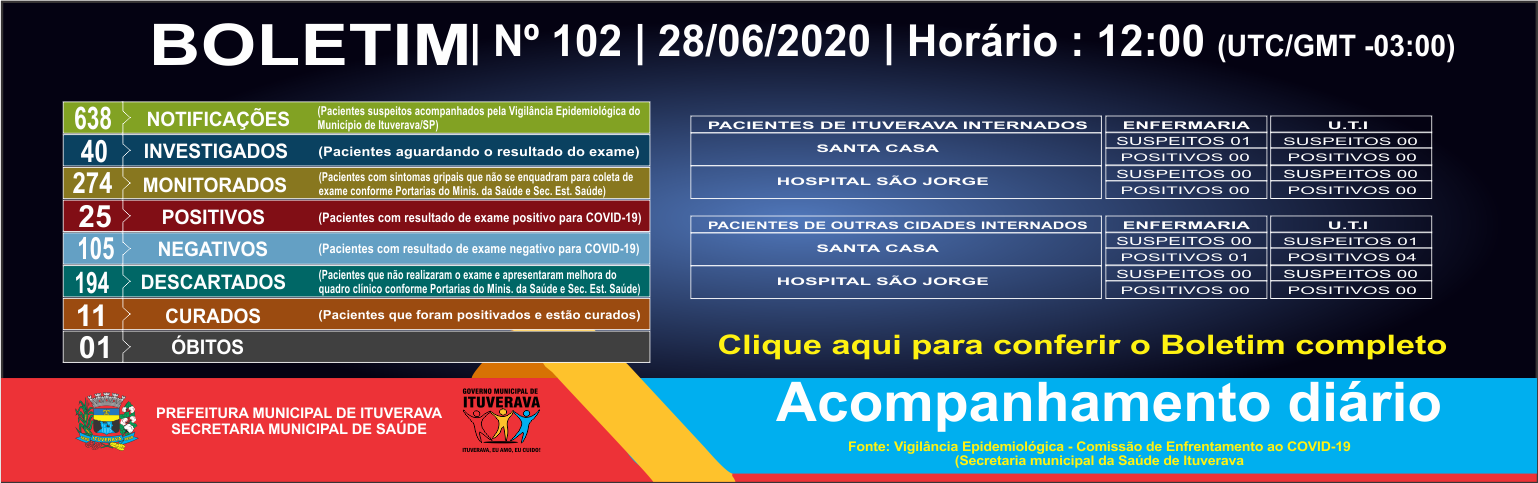 BOLETIM| Nº 102 | 28/06/2020 | Horário : 12:00 (UTC/GMT -03:00)
638 NOTIFICAÇÕES (Pacientes suspeitos acompanhados pela Vigilância Epidemiológica do
Município de Ituverava/SP)
40 INVESTIGADOS (Pacientes aguardando o resultado do exame)
274 MONITORADOS (Pacientes com sintomas gripais que não se enquadram para coleta de
exame conforme Portarias do Minis. da Saúde e Sec. Est. Saúde)
25 POSITIVOS (Pacientes com resultado de exame positivo para COVID-19)
105 NEGATIVOS (Pacientes com resultado de exame negativo para COVID-19)
194 DESCARTADOS (Pacientes que não realizaram o exame e apresentaram melhora do
quadro clínico conforme Portarias do Minis. da Saúde e Sec. Est. Saúde)
11 CURADOS (Pacientes que foram positivados e estão curados)
01 ÓBITOS
PACIENTES DE ITUVERAVA INTERNADOS ENFERMARIA U.T.I
SANTA CASA SUSPEITOS 01 SUSPEITOS 00
POSITIVOS 00 POSITIVOS 00
HOSPITAL SÃO JORGE SUSPEITOS 00 SUSPEITOS 00
POSITIVOS 00 POSITIVOS 00
PACIENTES DE OUTRAS CIDADES INTERNADOS ENFERMARIA U.T.I
SANTA CASA SUSPEITOS 00 SUSPEITOS 01
POSITIVOS 01 POSITIVOS 04
HOSPITAL SÃO JORGE SUSPEITOS 00 SUSPEITOS 00
POSITIVOS 00 POSITIVOS 00
Clique aqui para conferir o Boletim completo
PREFEITURA MUNICIPAL DE ITUVERAVA
SECRETARIA MUNICIPAL DE SAÚDE
ITUVERAVA
GOVERNO MUNICIPAL DE
ITUVERAVA
ITUVERAVA, EU AMO, EU CUIDO!
Acompanhamento diário
Fonte: Vigilância Epidemiológica - Comissão de Enfrentamento ao COVID-19
(Secretaria municipal da Saúde de Ituverava